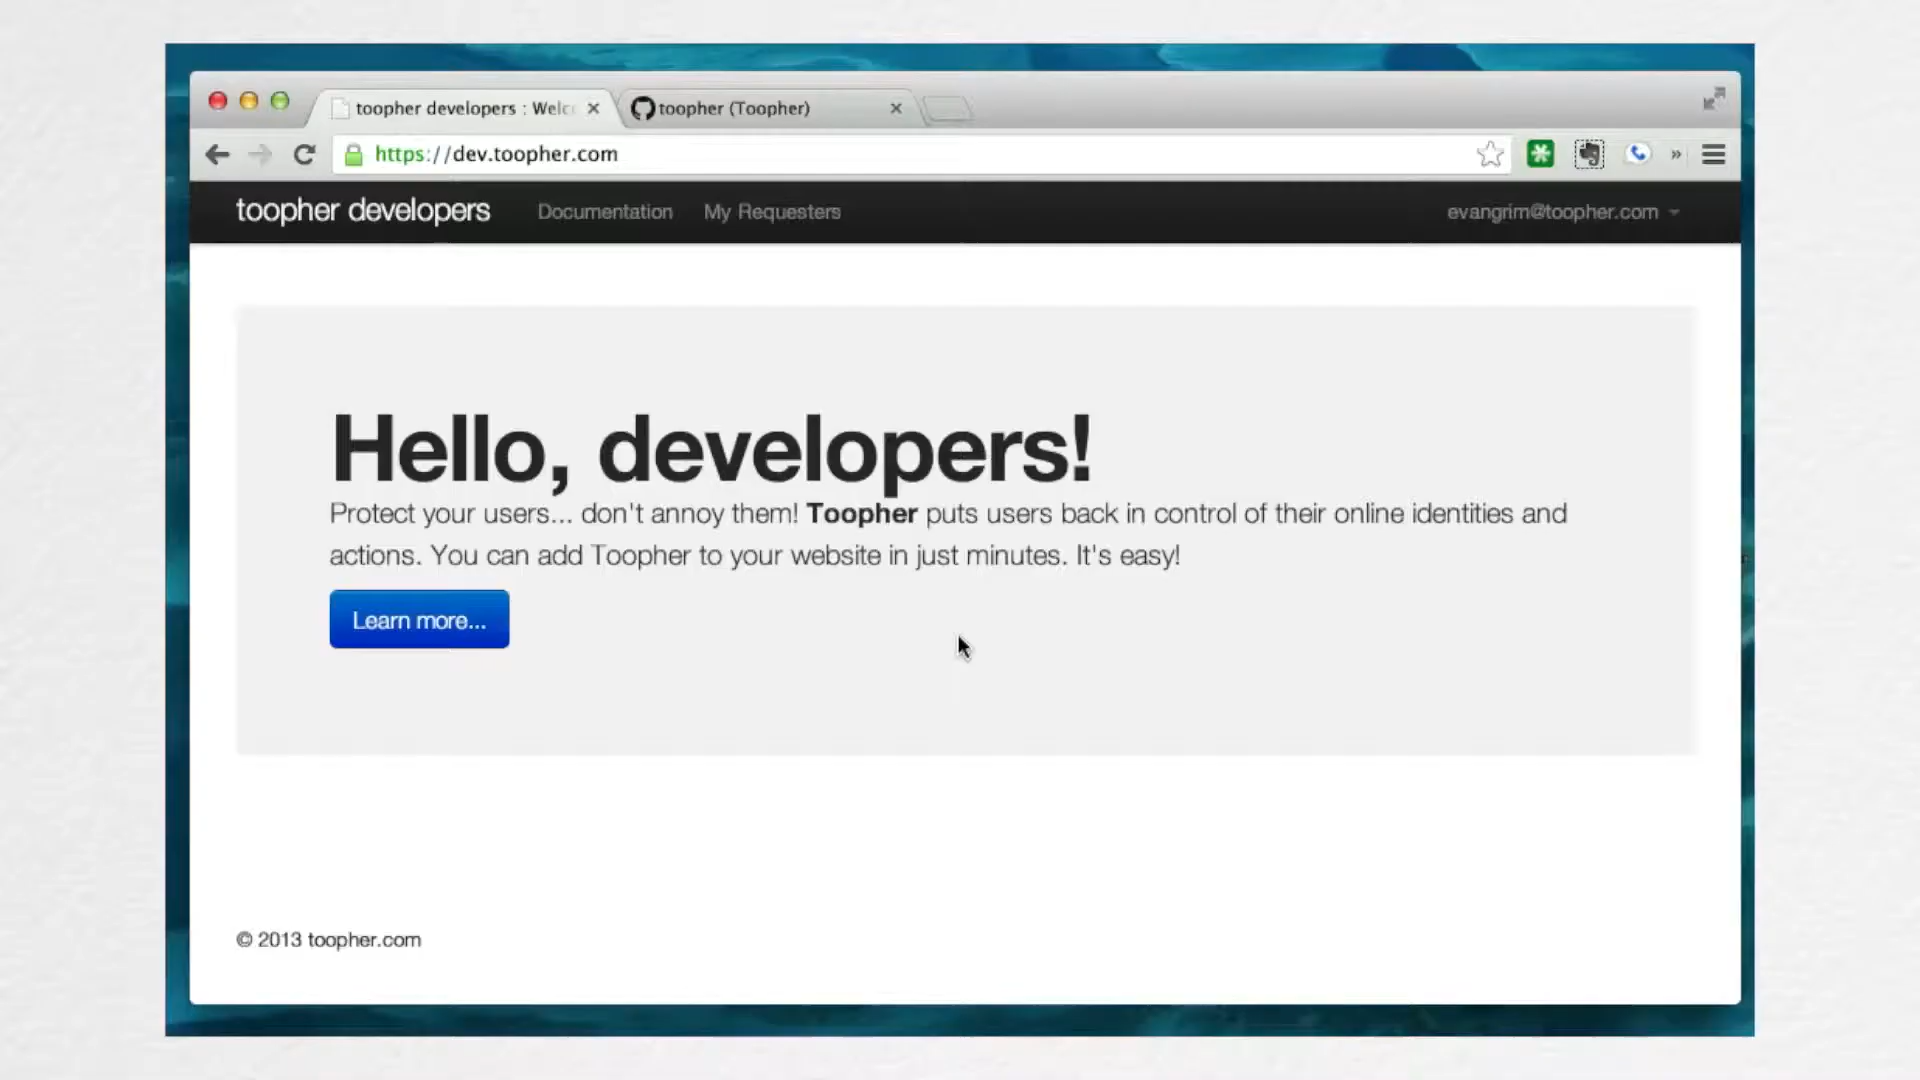 toopher developers : Welc
toopher (Toopher)
https://dev.toopher.com
toopher developers
Documentation
My Requesters
evangrim@toopher.com
Hello, developers!
Protect your users... don't annoy them! Toopher puts users back in control of their online identities and
actions. You can add Toopher to your website in just minutes. It's easy!
Learn more...
© 2013 toopher.com